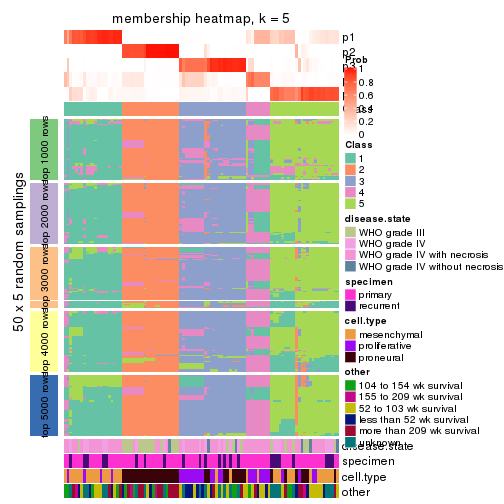 membership heatmap, k = 5
p1
p2
p3
Prob
1
0.8
0.6
0.4
0.2
0
Class
50 x 5 random samplings
top 1000 rows
top 2000 rows
top 3000 rows
top 4000 rows
top 5000 rows
Class
1
2
3
4
5
disease.state
WHO grade III
WHO grade IV
WHO grade IV with necrosis
WHO grade IV without necrosis
specimen
primary
recurrent
cell.type
mesenchymal
proliferative
proneural
other
104 to 154 wk survival
155 to 209 wk survival
52 to 103 wk survival
less than 52 wk survival
more than 209 wk survival
unknown
disease.state
specimen
cell.type
other